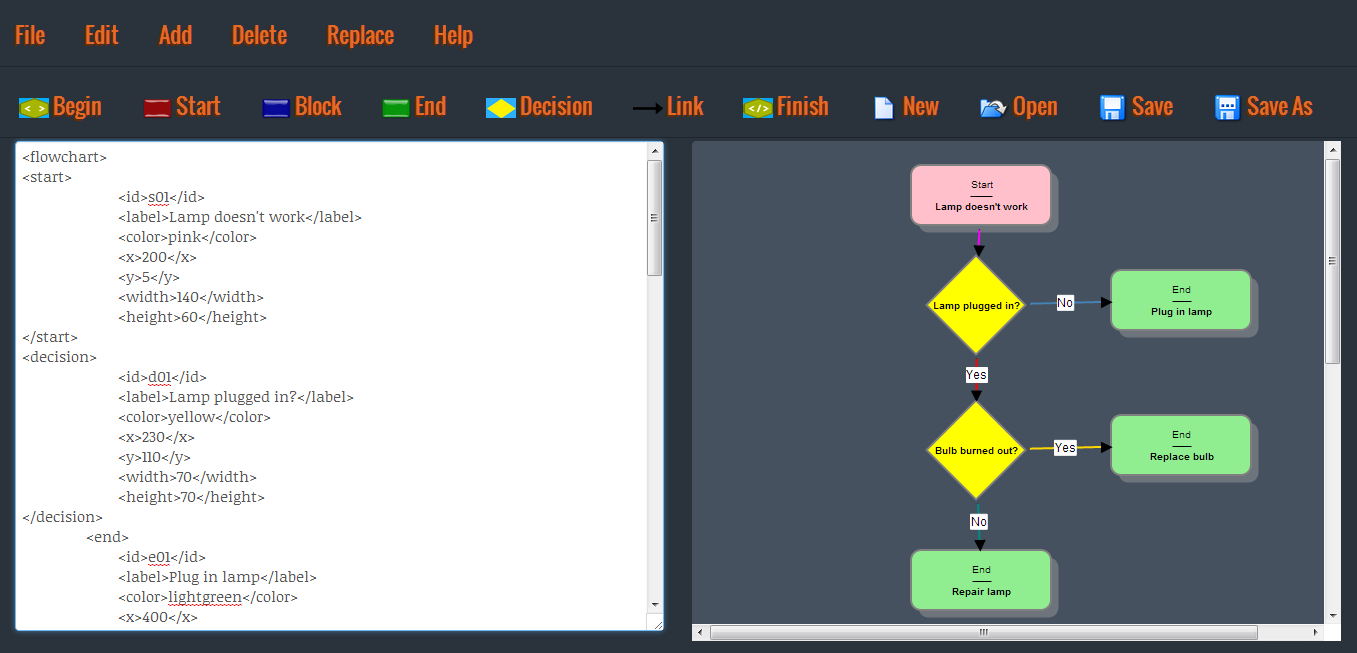 File Edit Add Delete Replace Help
Begin Start Block End Decision Link Finish New Open Save Save As
<flowchart>
<start>
<id>s01</id>
<label>Lamp doesn't work</label>
<color>pink</color>
<x>200</x>
<y>5</y>
<width>140</width>
<height>60</height>
</start>
<decision>
<id>d01</id>
<label>Lamp plugged in?</label>
<color>yellow</color>
<x>230</x>
<y>110</y>
<width>70</width>
<height>70</height>
</decision>
<end>
<id>e01</id>
<label>Plug in lamp</label>
<color>lightgreen</color>
<x>400</x>
Start
Lamp doesn't work
Lamp plugged in?
No
End
Plug in lamp
Yes
Bulb burned out?
Yes
End
Replace bulb
No
End
Repair lamp